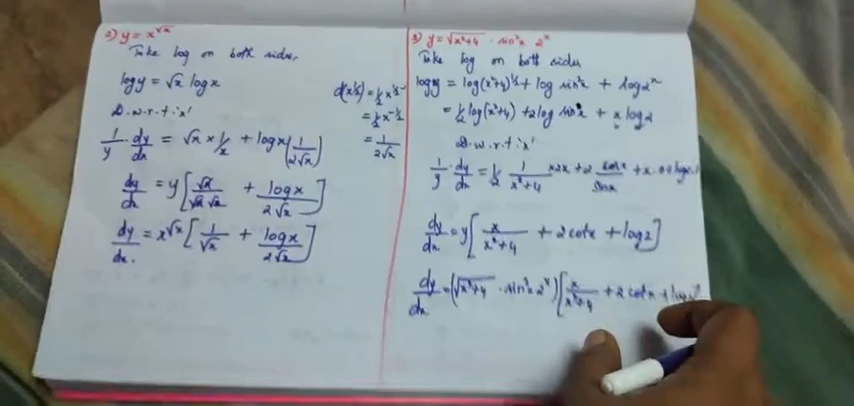 2) y = x^√x
Take log on both sides,
log y = √x log x
D.w.r.t. 'x'
1/y · dy/dx = √x × 1/x + log x (1/2√x)
dy/dx = y [√x/√x √x + log x/2√x]
dy/dx = x^√x [1/√x + log x/2√x]
d(x^½) = ½ x^½-1
= ½ x^-1/2
= 1/2√x
3) y = √x²+4 · sin²x 2^x
Take log on both sides
log y = log(x²+4)^½ + log sin²x + log 2^x
= ½ log(x²+4) + 2 log sin x + x log 2
D.w.r.t 'x'
1/y · dy/dx = ½ 1/x²+4 × 2x + 2 cos x/sin x + x·0 + log 2·1
dy/dx = y [x/x²+4 + 2 cot x + log 2]
dy/dx = (√x²+4 · sin²x 2^x) [x/x²+4 + 2 cot x +